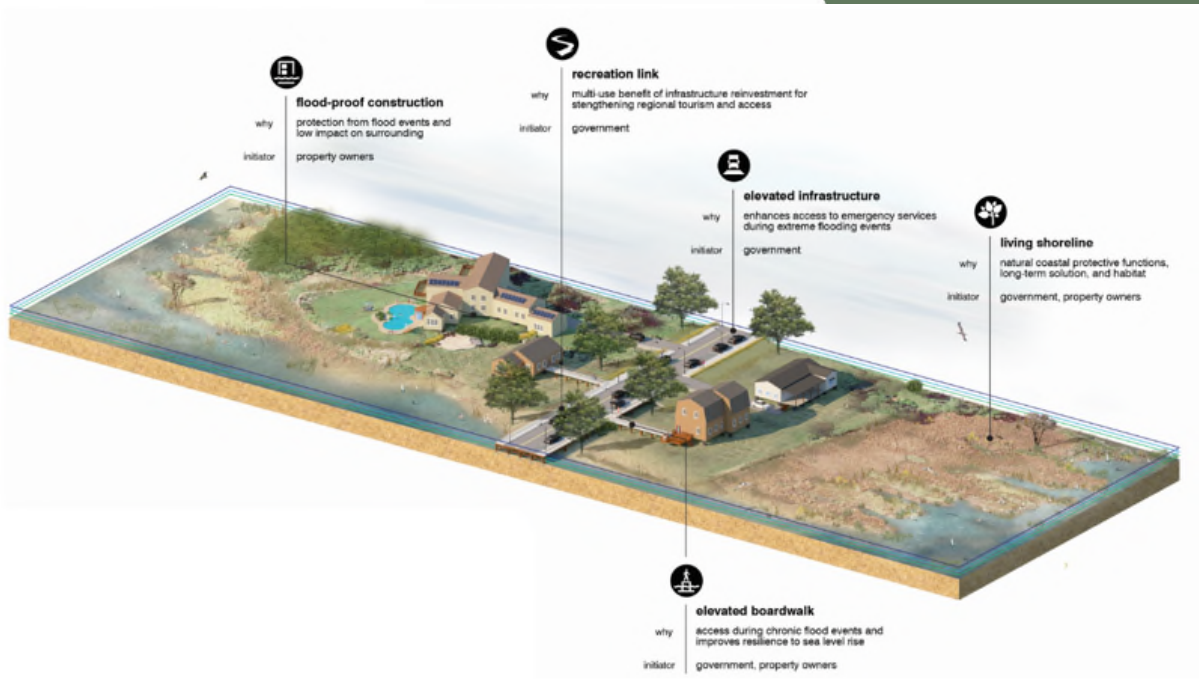 recreation link
why multi-use benefit of infrastructure reinvestment for
stengthening regional tourism and access
initiator government
flood-proof construction
why protection from flood events and
low impact on surrounding
initiator property owners
elevated infrastructure
why enhances access to emergency services
during extreme flooding events
initiator government
living shoreline
why natural coastal protective functions,
long-term solution, and habitat
initiator government, property owners
elevated boardwalk
why access during chronic flood events and
improves resilience to sea level rise
initiator government, property owners